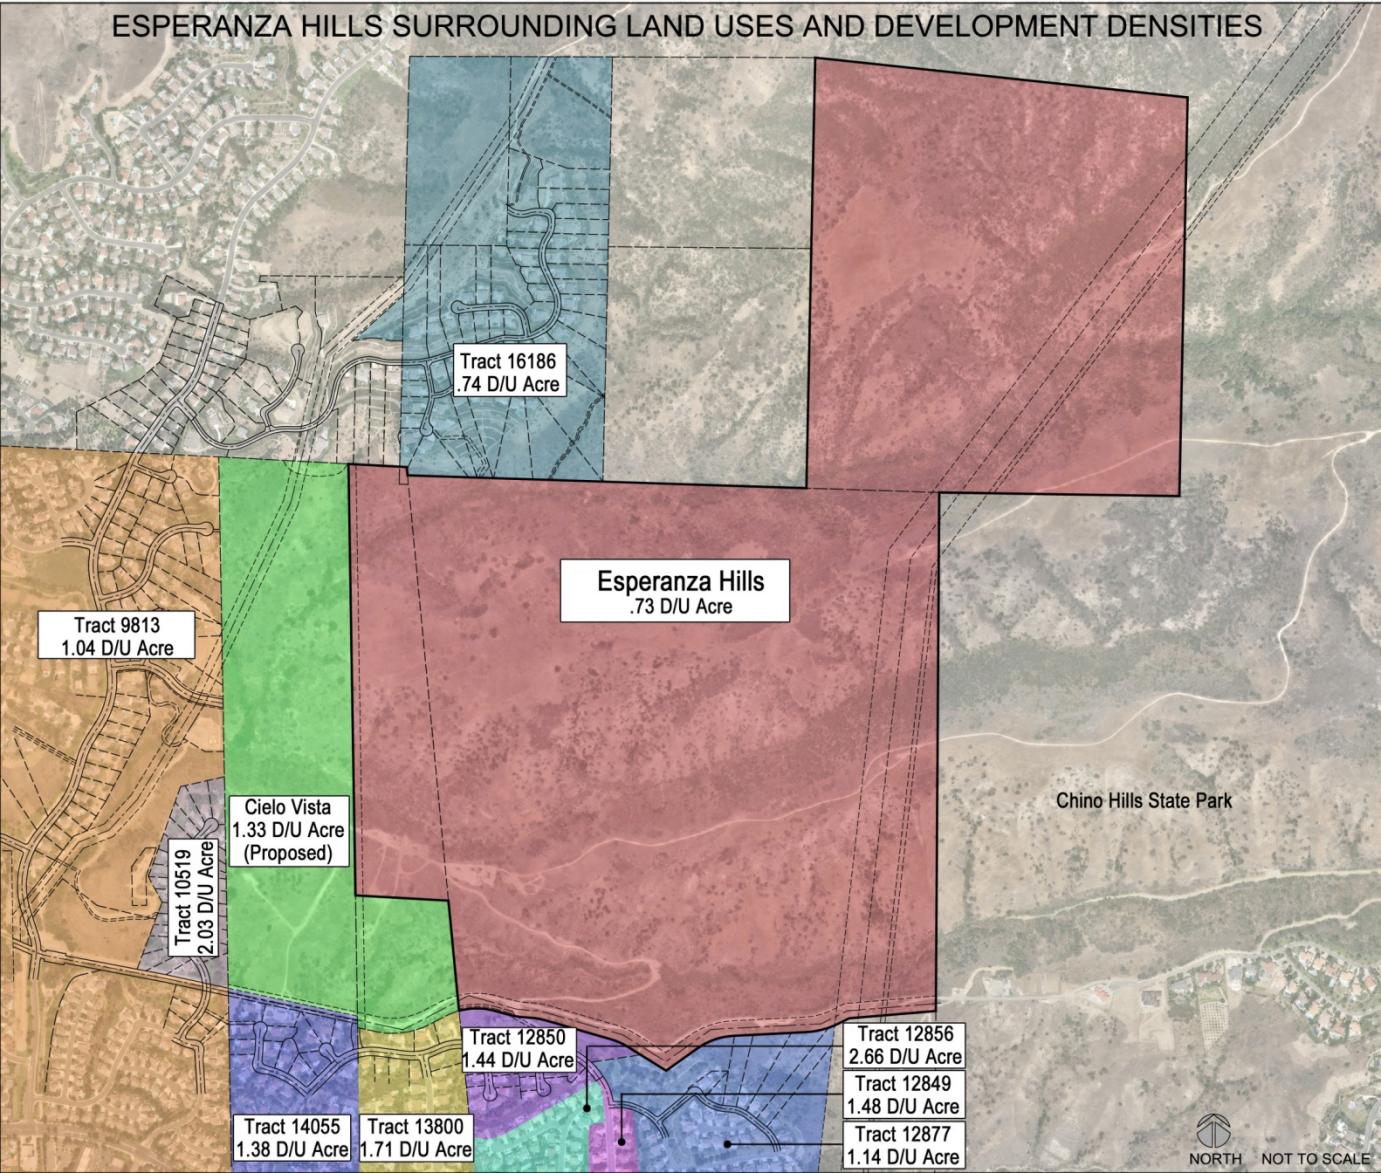 ESPERANZA HILLS SURROUNDING LAND USES AND DEVELOPMENT DENSITIES
Tract 16186
.74 D/U Acre
Esperanza Hills
.73 D/U Acre
Tract 9813
1.04 D/U Acre
Cielo Vista
1.33 D/U Acre
(Proposed)
Tract 10519
2.03 D/U Acre
Chino Hills State Park
Tract 12850
1.44 D/U Acre
Tract 12856
2.66 D/U Acre
Tract 12849
1.48 D/U Acre
Tract 14055
1.38 D/U Acre
Tract 13800
1.71 D/U Acre
Tract 12877
1.14 D/U Acre
NORTH NOT TO SCALE